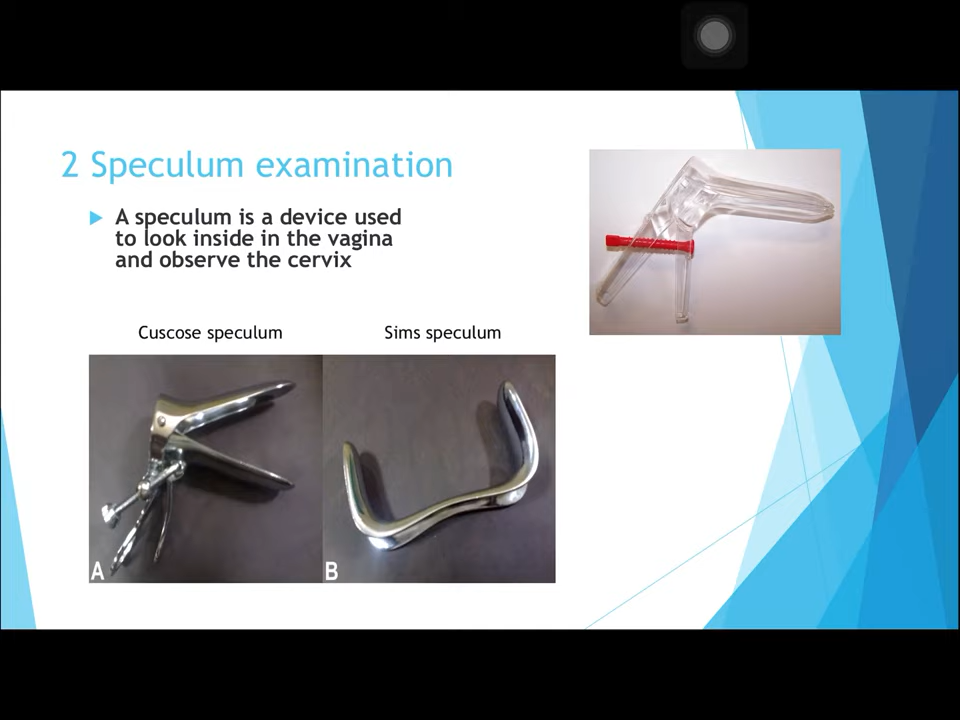 2 Speculum examination
A speculum is a device used
to look inside in the vagina
and observe the cervix
Cuscose speculum
Sims speculum
A
B